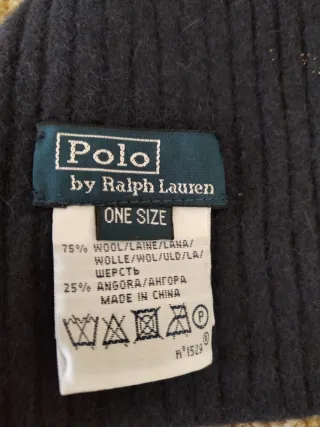 Polo
by Ralph Lauren
ONE SIZE
75% WOOL/LAINE/LANA/
WOLLE/WOL/ULD/LA/
ШЕРСТЬ
25% ANGORA/АНГОРА
MADE IN CHINA
P
N°1529®